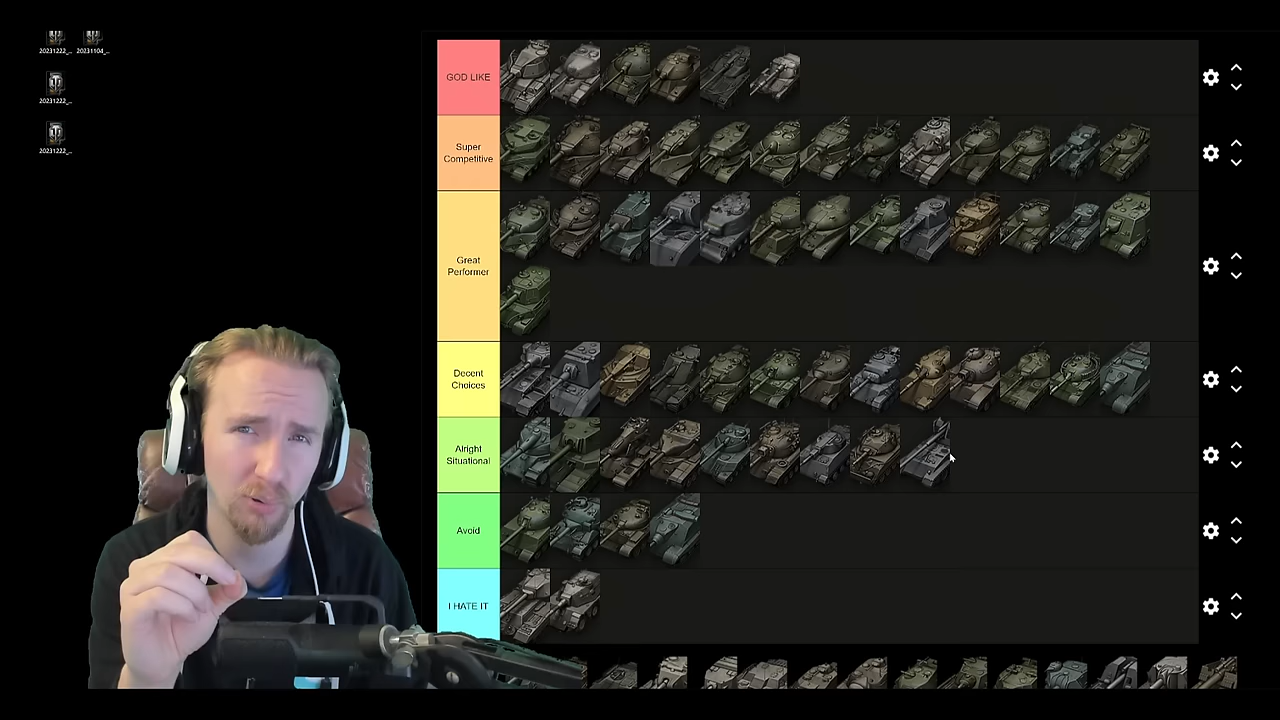 20231222_... 20231104_...
20231222_...
20231222_...
GOD LIKE
Super
Competitive
Great
Performer
Decent
Choices
Alright
Situational
Avoid
I HATE IT